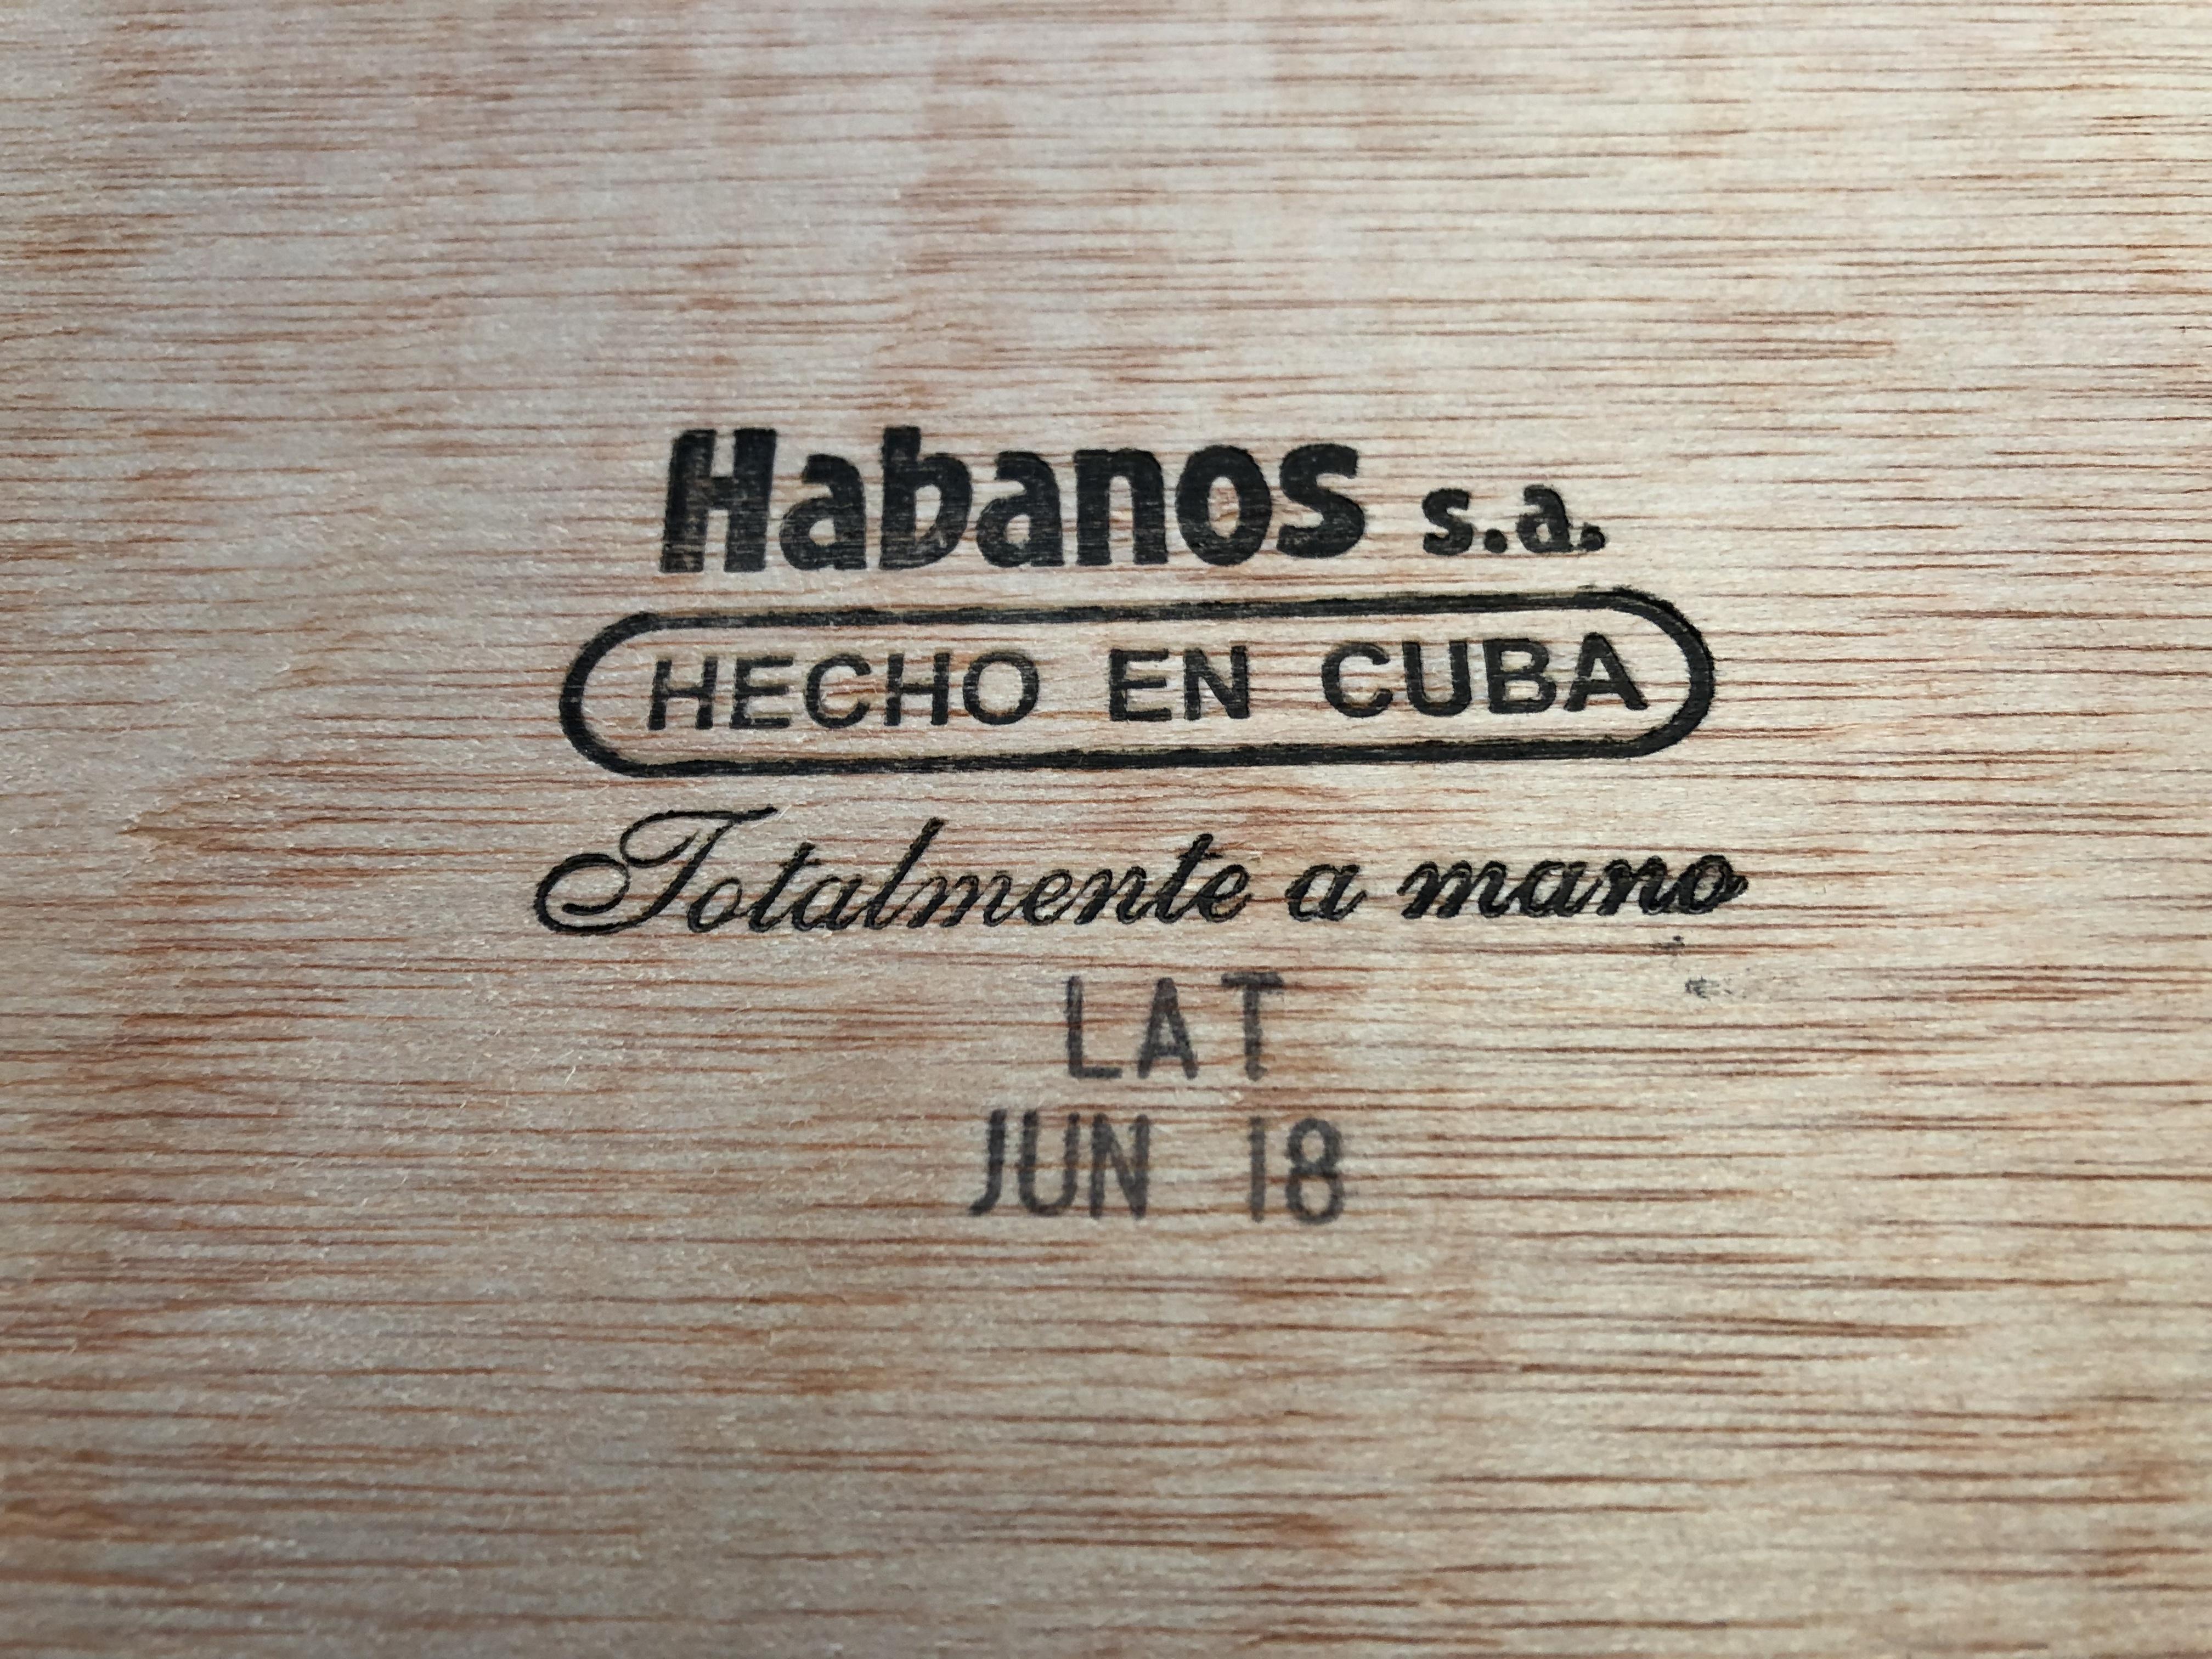 Habanos s.a.
HECHO EN CUBA
Totalmente a mano
LAT
JUN 18